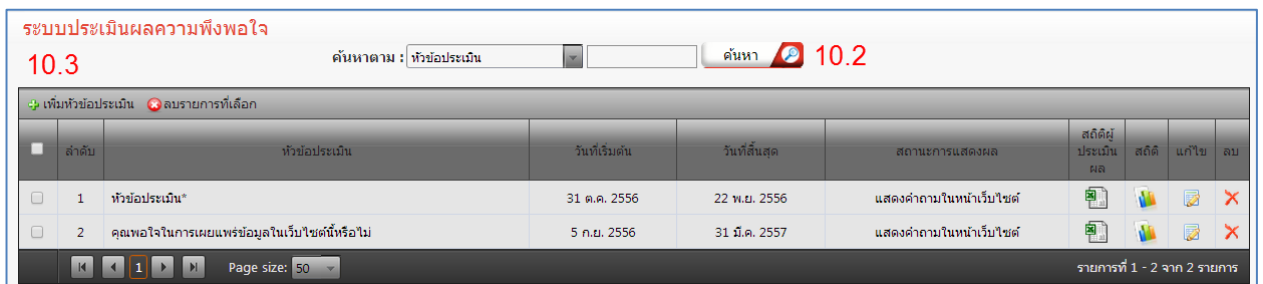 ระบบประเมินผลความพึงพอใจ
10.3 ค้นหาตาม : หัวข้อประเมิน ค้นหา 10.2
เพิ่มหัวข้อประเมิน ลบรายการที่เลือก
ลำดับ หัวข้อประเมิน วันที่เริ่มต้น วันที่สิ้นสุด สถานะการแสดงผล สถิติผู้ประเมินผล สถิติ แก้ไข ลบ
1 หัวข้อประเมิน* 31 ต.ค. 2556 22 พ.ย. 2556 แสดงคำถามในหน้าเว็บไซต์
2 คุณพอใจในการเผยแพร่ข้อมูลในเว็บไซต์นี้หรือไม่ 5 ก.ย. 2556 31 มี.ค. 2557 แสดงคำถามในหน้าเว็บไซต์
1 Page size: 50 รายการที่ 1 - 2 จาก 2 รายการ